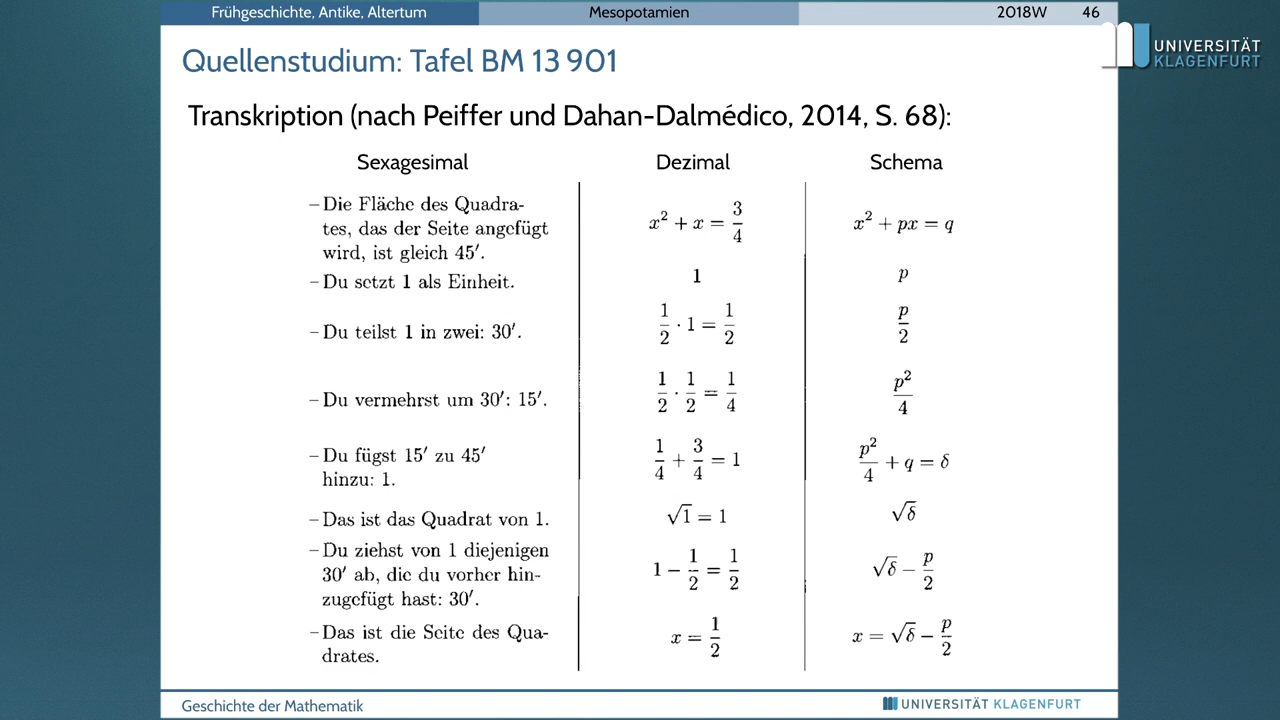 Frühgeschichte, Antike, Altertum Mesopotamien 2018W 46
UNIVERSITÄT
KLAGENFURT
Quellenstudium: Tafel BM 13 901
Transkription (nach Peiffer und Dahan-Dalmédico, 2014, S. 68):
Sexagesimal Dezimal Schema
– Die Fläche des Quadra-
tes, das der Seite angefügt
wird, ist gleich 45′.
x² + x = 3/4
x² + px = q
– Du setzt 1 als Einheit.
1
p
– Du teilst 1 in zwei: 30′.
1/2 · 1 = 1/2
p/2
– Du vermehrst um 30′: 15′.
1/2 · 1/2 = 1/4
p²/4
– Du fügst 15′ zu 45′
hinzu: 1.
1/4 + 3/4 = 1
p²/4 + q = δ
– Das ist das Quadrat von 1.
√1 = 1
√δ
– Du ziehst von 1 diejenigen
30′ ab, die du vorher hin-
zugefügt hast: 30′.
1 − 1/2 = 1/2
√δ − p/2
– Das ist die Seite des Qua-
drates.
x = 1/2
x = √δ − p/2
Geschichte der Mathematik UNIVERSITÄT KLAGENFURT